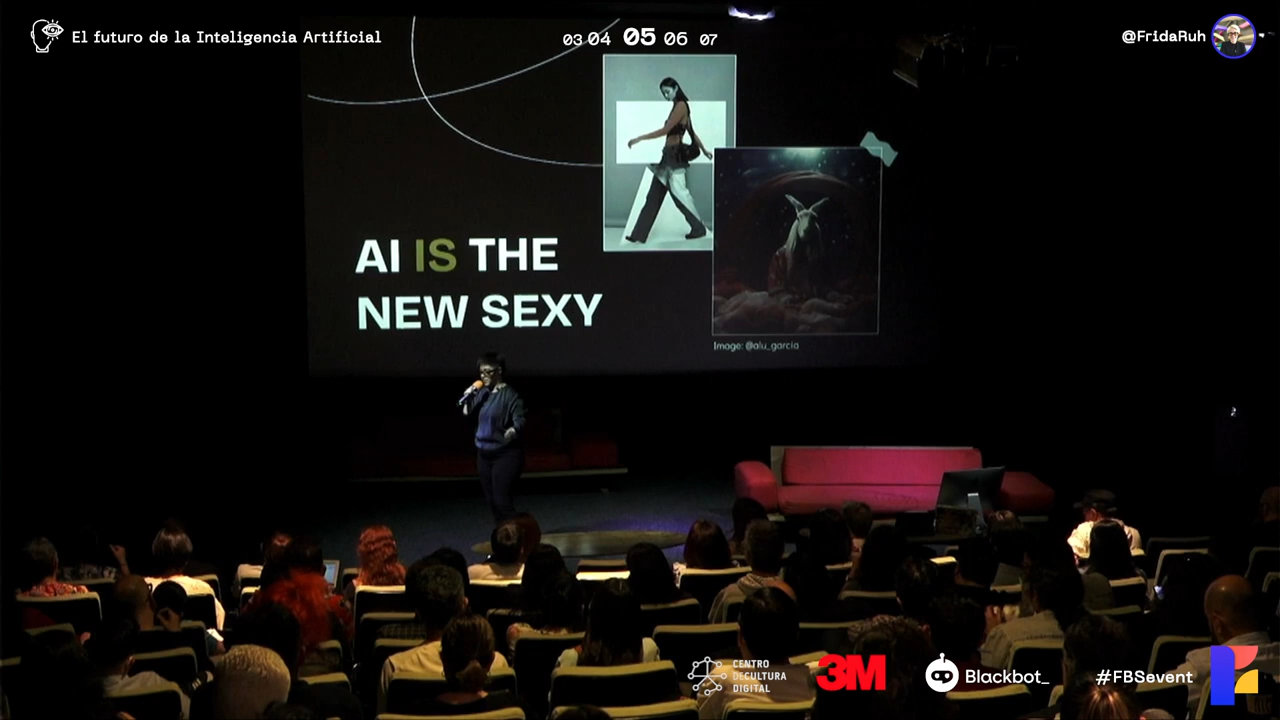 El futuro de la Inteligencia Artificial
03 04 05 06 07
@FridaRuh
AI IS THE
NEW SEXY
Image: @alu_garcia
CENTRO
DECULTURA
DIGITAL
3M
Blackbot_
#FBSevent